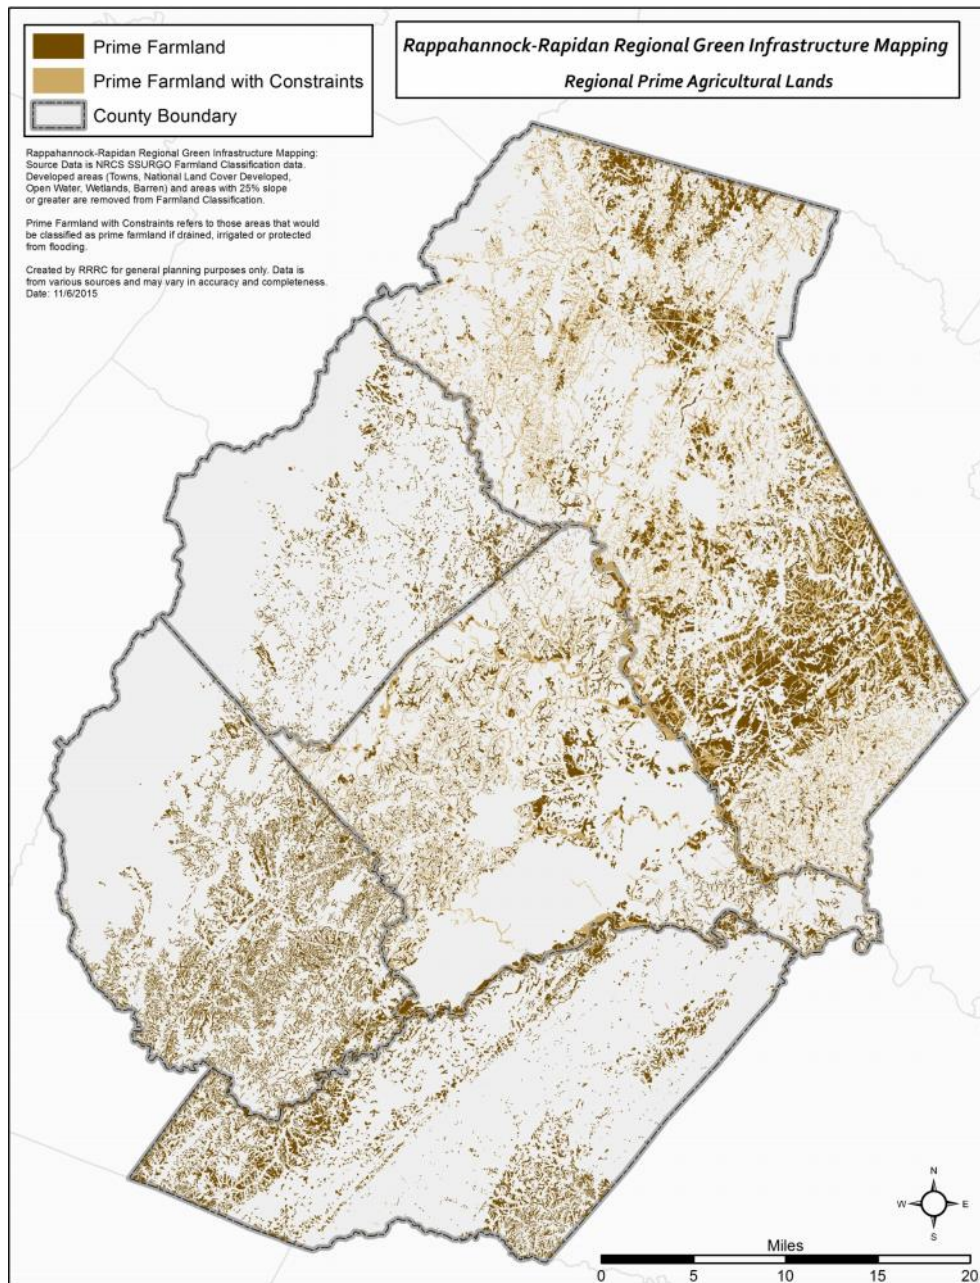 Prime Farmland
Prime Farmland with Constraints
County Boundary
Rappahannock-Rapidan Regional Green Infrastructure Mapping
Regional Prime Agricultural Lands
Rappahannock-Rapidan Regional Green Infrastructure Mapping:
Source Data is NRCS SSURGO Farmland Classification data.
Developed areas (Towns, National Land Cover Developed,
Open Water, Wetlands, Barren) and areas with 25% slope
or greater are removed from Farmland Classification.
Prime Farmland with Constraints refers to those areas that would
be classified as prime farmland if drained, irrigated or protected
from flooding.
Created by RRRC for general planning purposes only. Data is
from various sources and may vary in accuracy and completeness.
Date: 11/6/2015
N
W E
S
Miles
0 5 10 15 20